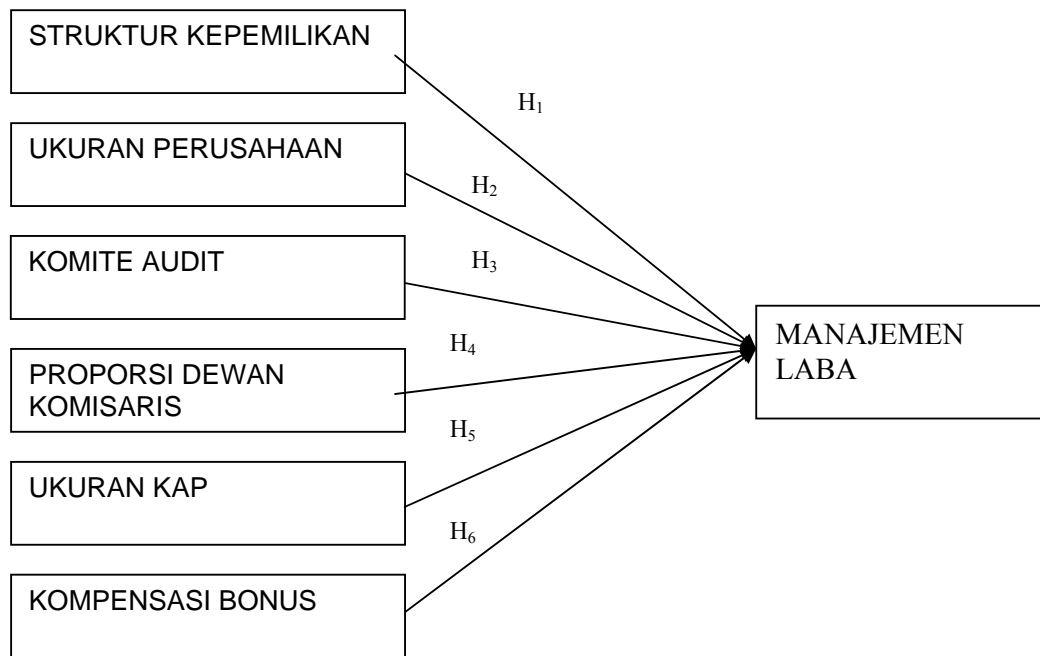 STRUKTUR KEPEMILIKAN
H₁
UKURAN PERUSAHAAN
H₂
KOMITE AUDIT
H₃
MANAJEMEN
LABA
H₄
PROPORSI DEWAN
KOMISARIS
H₅
UKURAN KAP
H₆
KOMPENSASI BONUS